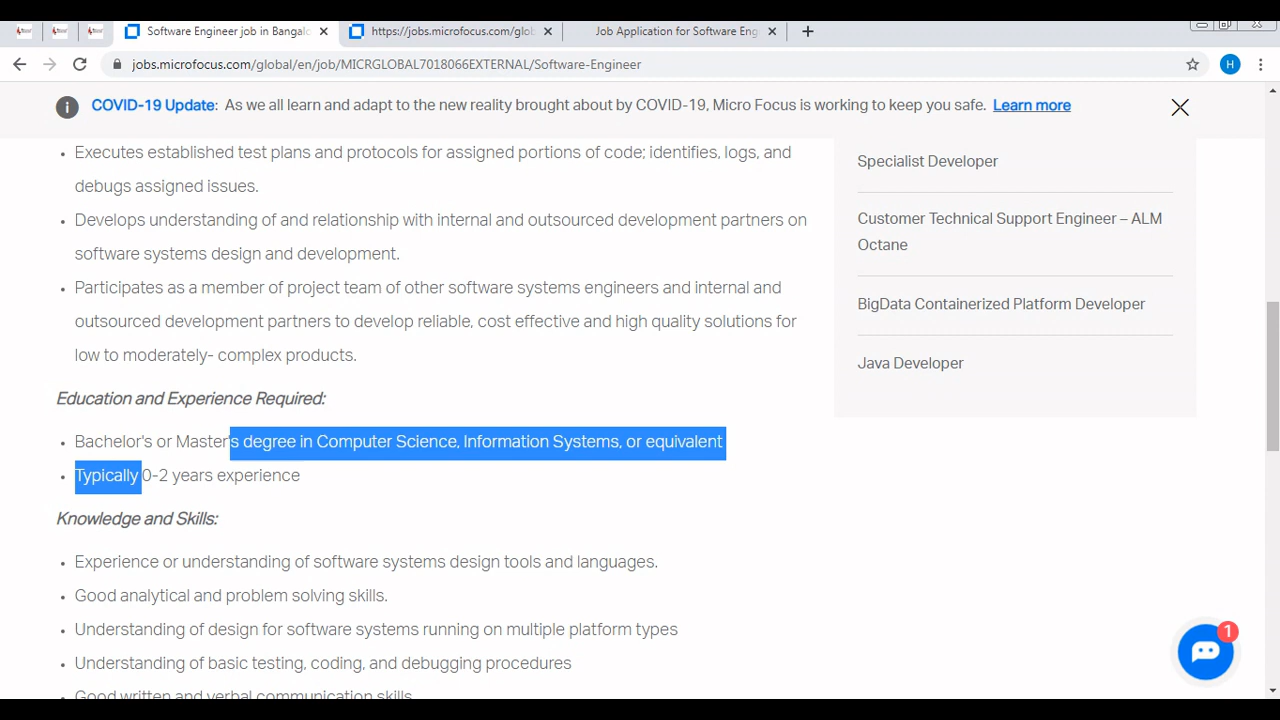 Software Engineer job in Bangalo
https://jobs.microfocus.com/glob
Job Application for Software Eng
jobs.microfocus.com/global/en/job/MICRGLOBAL7018066EXTERNAL/Software-Engineer
H
COVID-19 Update: As we all learn and adapt to the new reality brought about by COVID-19, Micro Focus is working to keep you safe. Learn more
• Executes established test plans and protocols for assigned portions of code; identifies, logs, and
debugs assigned issues.
• Develops understanding of and relationship with internal and outsourced development partners on
software systems design and development.
• Participates as a member of project team of other software systems engineers and internal and
outsourced development partners to develop reliable, cost effective and high quality solutions for
low to moderately- complex products.
Education and Experience Required:
• Bachelor's or Master's degree in Computer Science, Information Systems, or equivalent
• Typically 0-2 years experience
Knowledge and Skills:
• Experience or understanding of software systems design tools and languages.
• Good analytical and problem solving skills.
• Understanding of design for software systems running on multiple platform types
• Understanding of basic testing, coding, and debugging procedures
• Good written and verbal communication skills
Specialist Developer
Customer Technical Support Engineer – ALM
Octane
BigData Containerized Platform Developer
Java Developer
1